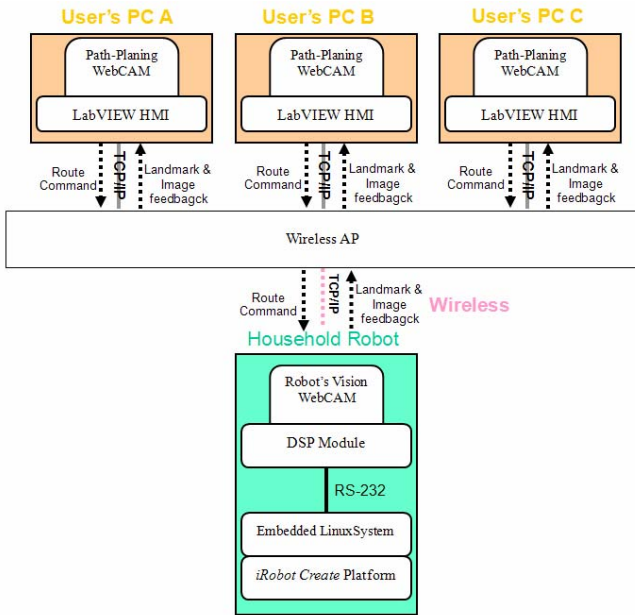 User's PC A
User's PC B
User's PC C
Path-Planing
WebCAM
LabVIEW HMI
Path-Planing
WebCAM
LabVIEW HMI
Path-Planing
WebCAM
LabVIEW HMI
Route
Command
TCP/IP
Landmark &
Image
feedbagck
Route
Command
TCP/IP
Landmark &
Image
feedbagck
Route
Command
TCP/IP
Landmark &
Image
feedbagck
Wireless AP
Route
Command
TCP/IP
Landmark &
Image
feedbagck
Wireless
Household Robot
Robot's Vision
WebCAM
DSP Module
RS-232
Embedded LinuxSystem
iRobot Create Platform